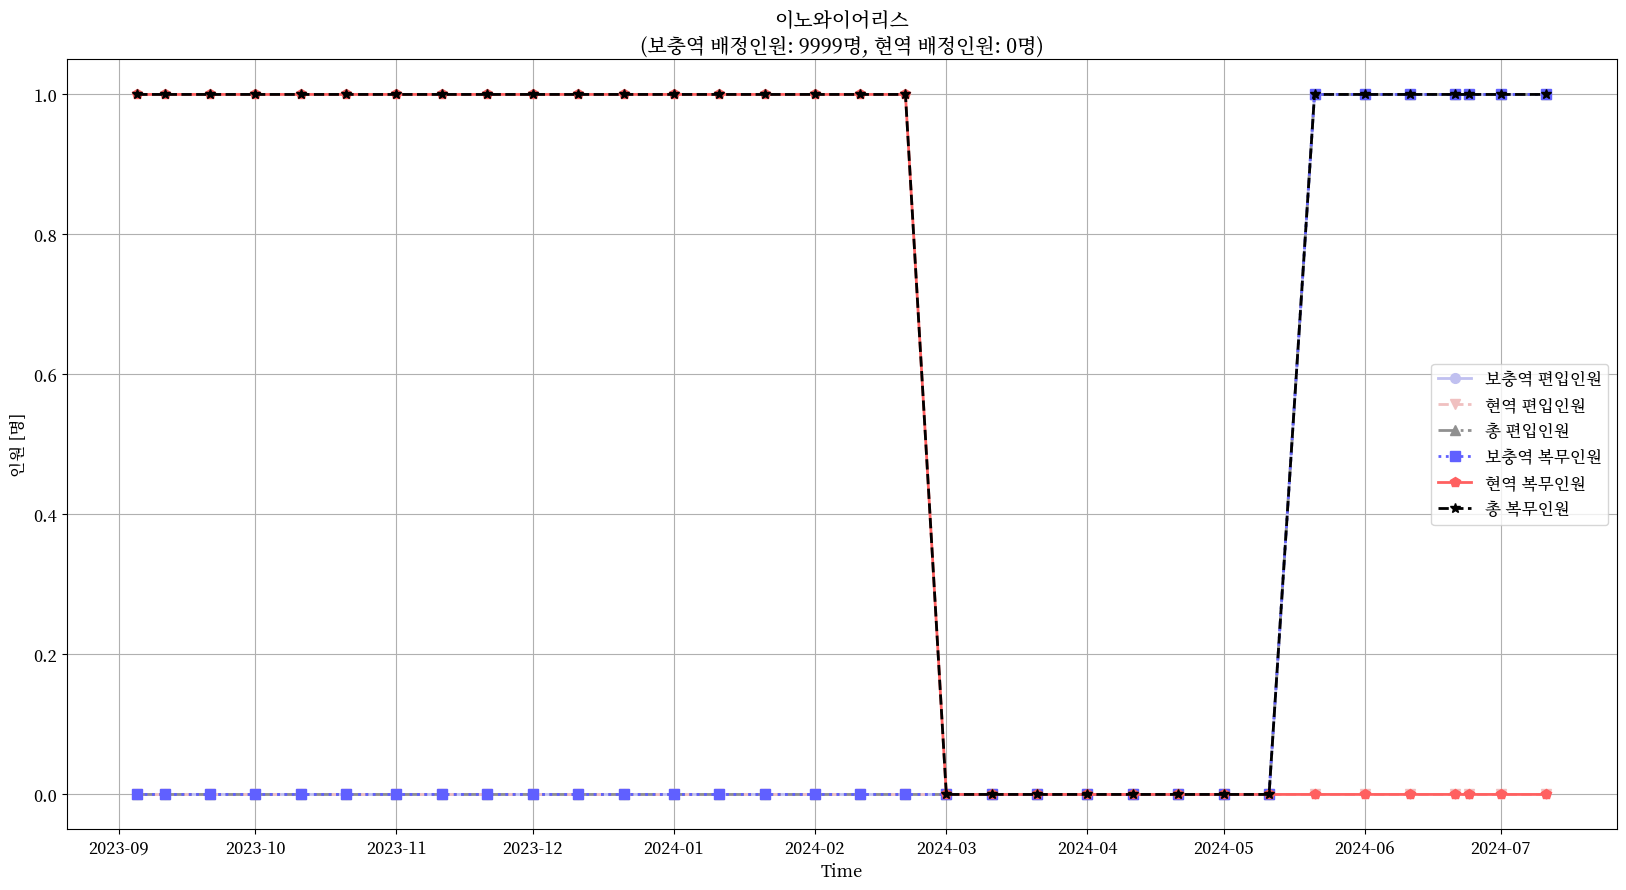 이노와이어리스
(보충역 배정인원: 9999명, 현역 배정인원: 0명)
인원 [명]
1.0
0.8
0.6
0.4
0.2
0.0
보충역 편입인원
현역 편입인원
총 편입인원
보충역 복무인원
현역 복무인원
총 복무인원
2023-09 2023-10 2023-11 2023-12 2024-01 2024-02 2024-03 2024-04 2024-05 2024-06 2024-07
Time